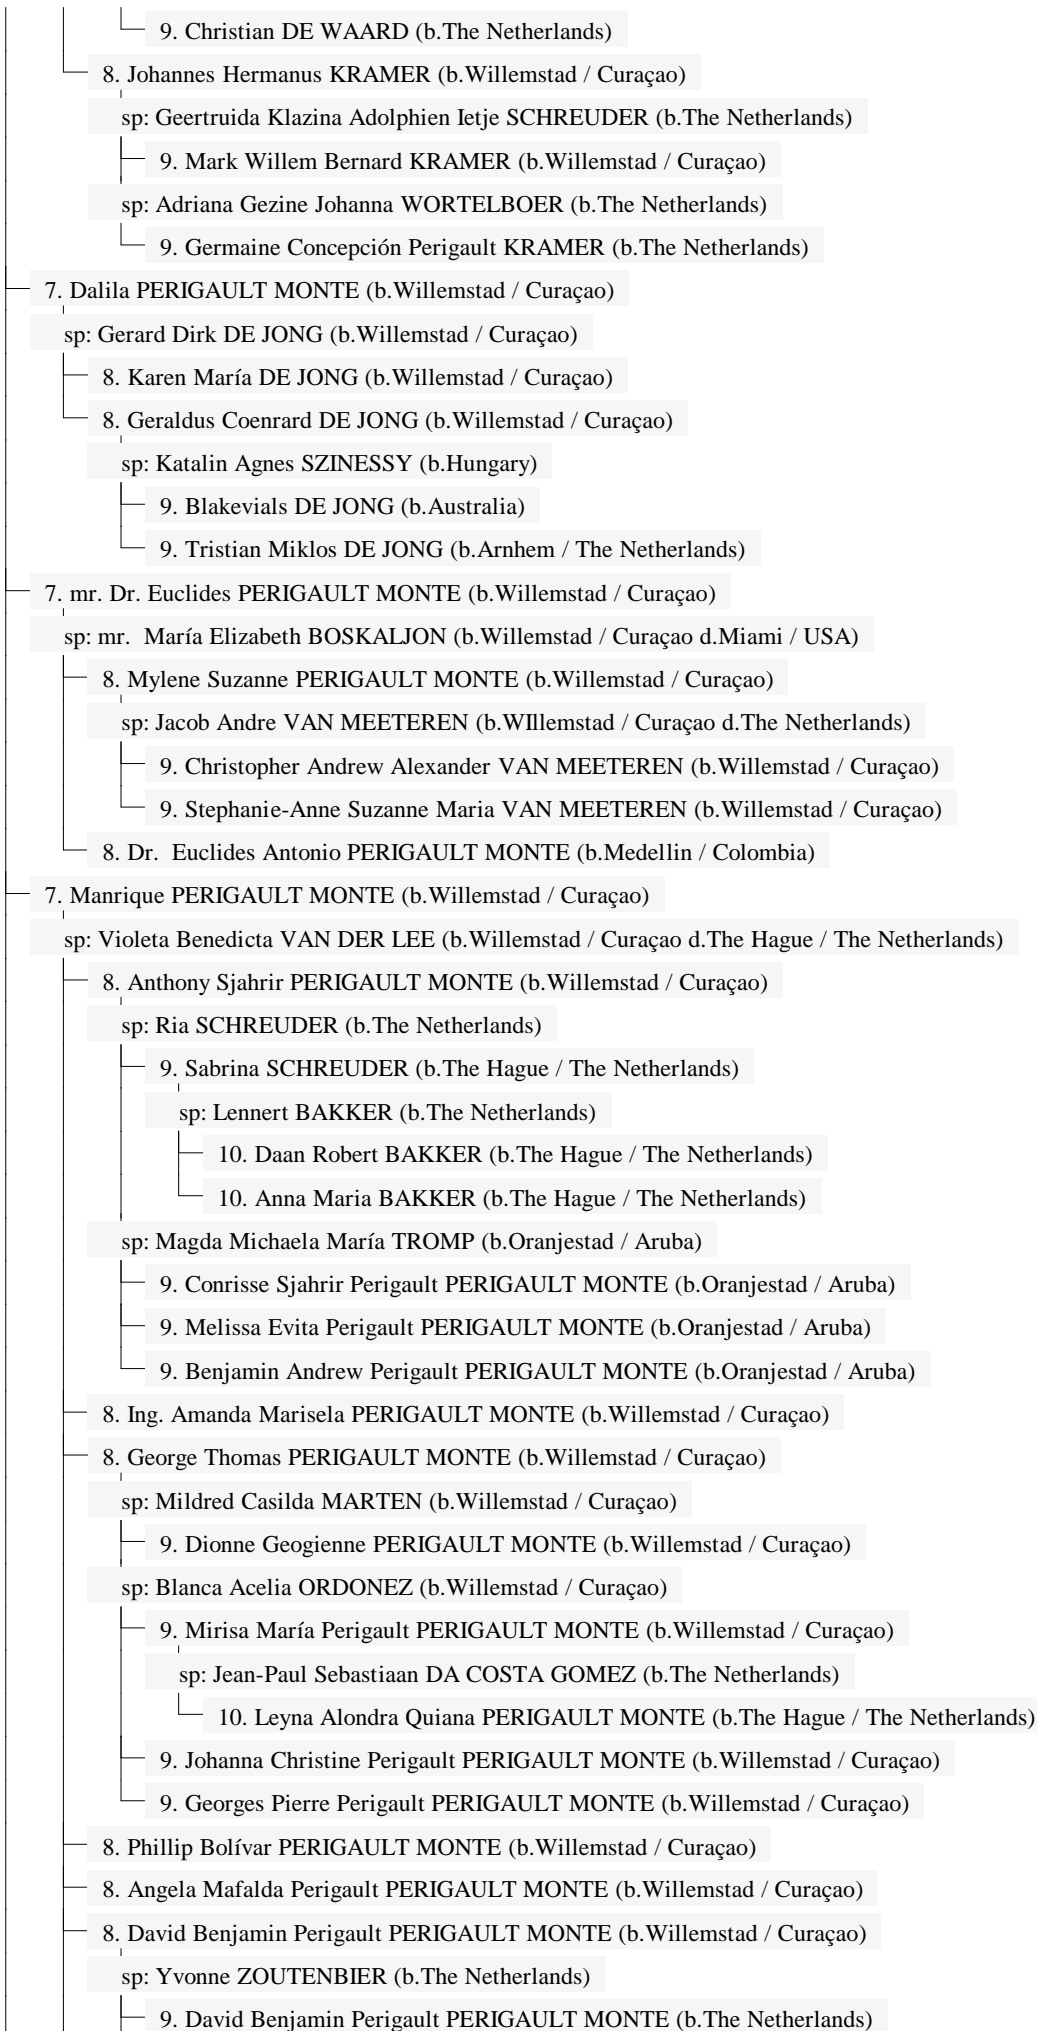 9. Christian DE WAARD (b.The Netherlands)
8. Johannes Hermanus KRAMER (b.Willemstad / Curaçao)
sp: Geertruida Klazina Adolphien Ietje SCHREUDER (b.The Netherlands)
9. Mark Willem Bernard KRAMER (b.Willemstad / Curaçao)
sp: Adriana Gezine Johanna WORTELBOER (b.The Netherlands)
9. Germaine Concepción Perigault KRAMER (b.The Netherlands)
7. Dalila PERIGAULT MONTE (b.Willemstad / Curaçao)
sp: Gerard Dirk DE JONG (b.Willemstad / Curaçao)
8. Karen María DE JONG (b.Willemstad / Curaçao)
8. Geraldus Coenrard DE JONG (b.Willemstad / Curaçao)
sp: Katalin Agnes SZINESSY (b.Hungary)
9. Blakevials DE JONG (b.Australia)
9. Tristian Miklos DE JONG (b.Arnhem / The Netherlands)
7. mr. Dr. Euclides PERIGAULT MONTE (b.Willemstad / Curaçao)
sp: mr.  María Elizabeth BOSKALJON (b.Willemstad / Curaçao d.Miami / USA)
8. Mylene Suzanne PERIGAULT MONTE (b.Willemstad / Curaçao)
sp: Jacob Andre VAN MEETEREN (b.WIllemstad / Curaçao d.The Netherlands)
9. Christopher Andrew Alexander VAN MEETEREN (b.Willemstad / Curaçao)
9. Stephanie-Anne Suzanne Maria VAN MEETEREN (b.Willemstad / Curaçao)
8. Dr.  Euclides Antonio PERIGAULT MONTE (b.Medellin / Colombia)
7. Manrique PERIGAULT MONTE (b.Willemstad / Curaçao)
sp: Violeta Benedicta VAN DER LEE (b.Willemstad / Curaçao d.The Hague / The Netherlands)
8. Anthony Sjahrir PERIGAULT MONTE (b.Willemstad / Curaçao)
sp: Ria SCHREUDER (b.The Netherlands)
9. Sabrina SCHREUDER (b.The Hague / The Netherlands)
sp: Lennert BAKKER (b.The Netherlands)
10. Daan Robert BAKKER (b.The Hague / The Netherlands)
10. Anna Maria BAKKER (b.The Hague / The Netherlands)
sp: Magda Michaela María TROMP (b.Oranjestad / Aruba)
9. Conrisse Sjahrir Perigault PERIGAULT MONTE (b.Oranjestad / Aruba)
9. Melissa Evita Perigault PERIGAULT MONTE (b.Oranjestad / Aruba)
9. Benjamin Andrew Perigault PERIGAULT MONTE (b.Oranjestad / Aruba)
8. Ing. Amanda Marisela PERIGAULT MONTE (b.Willemstad / Curaçao)
8. George Thomas PERIGAULT MONTE (b.Willemstad / Curaçao)
sp: Mildred Casilda MARTEN (b.Willemstad / Curaçao)
9. Dionne Geogienne PERIGAULT MONTE (b.Willemstad / Curaçao)
sp: Blanca Acelia ORDONEZ (b.Willemstad / Curaçao)
9. Mirisa María Perigault PERIGAULT MONTE (b.Willemstad / Curaçao)
sp: Jean-Paul Sebastiaan DA COSTA GOMEZ (b.The Netherlands)
10. Leyna Alondra Quiana PERIGAULT MONTE (b.The Hague / The Netherlands)
9. Johanna Christine Perigault PERIGAULT MONTE (b.Willemstad / Curaçao)
9. Georges Pierre Perigault PERIGAULT MONTE (b.Willemstad / Curaçao)
8. Phillip Bolívar PERIGAULT MONTE (b.Willemstad / Curaçao)
8. Angela Mafalda Perigault PERIGAULT MONTE (b.Willemstad / Curaçao)
8. David Benjamin Perigault PERIGAULT MONTE (b.Willemstad / Curaçao)
sp: Yvonne ZOUTENBIER (b.The Netherlands)
9. David Benjamin Perigault PERIGAULT MONTE (b.The Netherlands)